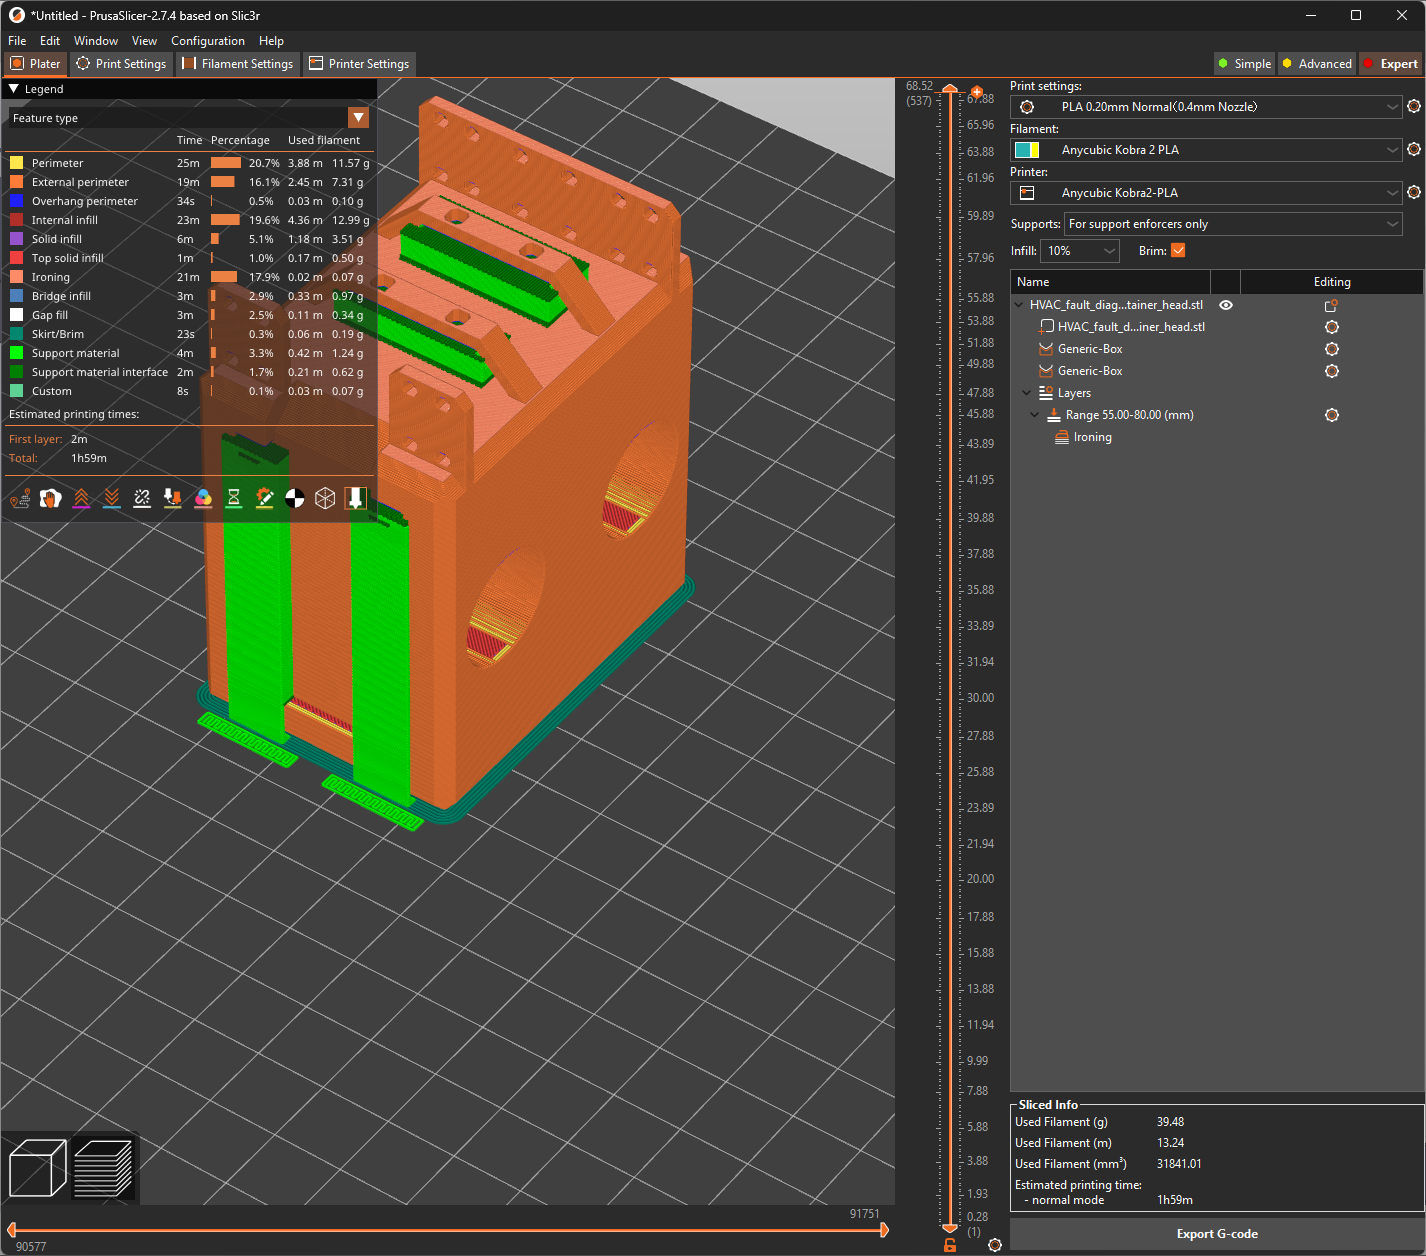 *Untitled - PrusaSlicer-2.7.4 based on Slic3r
File Edit Window View Configuration Help
Plater Print Settings Filament Settings Printer Settings Simple Advanced Expert
Legend
Feature type
Time Percentage Used filament
Perimeter 25m 20.7% 3.88 m 11.57 g
External perimeter 19m 16.1% 2.45 m 7.31 g
Overhang perimeter 34s 0.5% 0.03 m 0.10 g
Internal infill 23m 19.6% 4.36 m 12.99 g
Solid infill 6m 5.1% 1.18 m 3.51 g
Top solid infill 1m 1.0% 0.17 m 0.50 g
Ironing 21m 17.9% 0.02 m 0.07 g
Bridge infill 3m 2.9% 0.33 m 0.97 g
Gap fill 3m 2.5% 0.11 m 0.34 g
Skirt/Brim 23s 0.3% 0.06 m 0.19 g
Support material 4m 3.3% 0.42 m 1.24 g
Support material interface 2m 1.7% 0.21 m 0.62 g
Custom 8s 0.1% 0.03 m 0.07 g
Estimated printing times:
First layer: 2m
Total: 1h59m
68.52
(537)
67.88
65.96
63.88
61.96
59.89
57.96
55.88
53.88
51.88
49.88
47.88
45.88
43.89
41.95
39.88
37.88
35.88
33.89
31.94
30.00
27.88
25.88
23.89
21.94
20.00
17.88
15.88
13.88
11.94
9.99
7.88
5.88
3.88
1.93
0.28
(1)
91751
90577
Print settings:
PLA 0.20mm Normal(0.4mm Nozzle)
Filament:
Anycubic Kobra 2 PLA
Printer:
Anycubic Kobra2-PLA
Supports: For support enforcers only
Infill: 10% Brim:
Name Editing
HVAC_fault_diag...tainer_head.stl
HVAC_fault_d...iner_head.stl
Generic-Box
Generic-Box
Layers
Range 55.00-80.00 (mm)
Ironing
Sliced Info
Used Filament (g) 39.48
Used Filament (m) 13.24
Used Filament (mm³) 31841.01
Estimated printing time:
- normal mode 1h59m
Export G-code